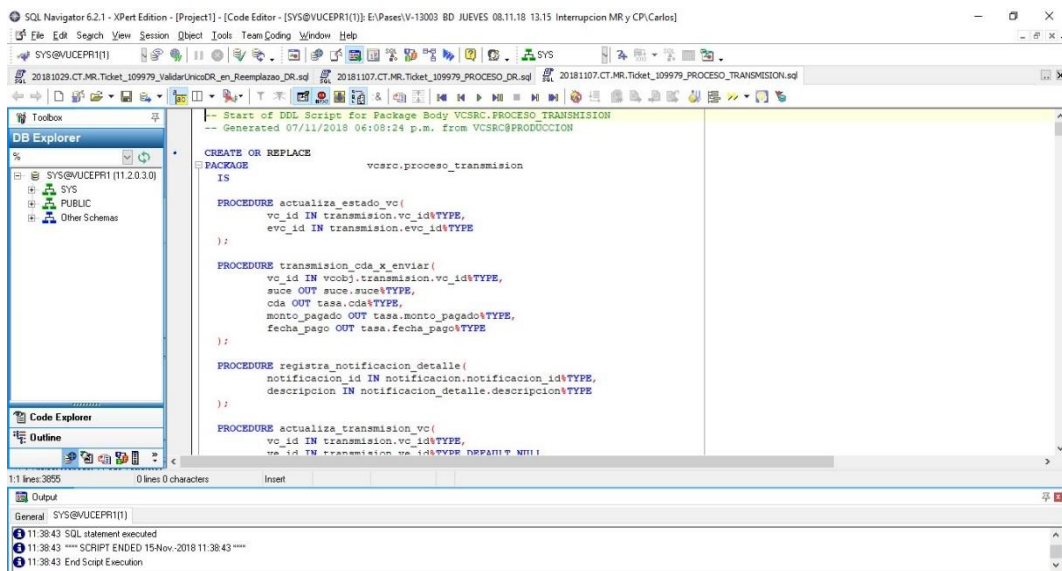 SQL Navigator 6.2.1 - XPert Edition - [Project1] - [Code Editor - [SYS@VUCEPR1(1)]: E:\Pases\V-13003 BD JUEVES 08.11.18 13.15 Interrupcion MR y CP\Carlos]
File Edit Search View Session Object Tools Team Coding Window Help
SYS@VUCEPR1(1)
SYS
20181029.CT.MR.Ticket_109979_ValidarUnicoDR_en_Reemplazao_DR.sql
20181107.CT.MR.Ticket_109979_PROCESO_DR.sql
20181107.CT.MR.Ticket_109979_PROCESO_TRANSMISION.sql
Toolbox
DB Explorer
%
SYS@VUCEPR1 (11.2.0.3.0)
SYS
PUBLIC
Other Schemas
Code Explorer
Outline
-- Start of DDL Script for Package Body VCSRC.PROCESO_TRANSMISION
-- Generated 07/11/2018 06:08:24 p.m. from VCSRC@PRODUCCION
CREATE OR REPLACE
PACKAGE vcsrc.proceso_transmision
IS
PROCEDURE actualiza_estado_vc(
vc_id IN transmision.vc_id%TYPE,
evc_id IN transmision.evc_id%TYPE
);
PROCEDURE transmision_cda_x_enviar(
vc_id IN vcobj.transmision.vc_id%TYPE,
suce OUT suce.suce%TYPE,
cda OUT tasa.cda%TYPE,
monto_pagado OUT tasa.monto_pagado%TYPE,
fecha_pago OUT tasa.fecha_pago%TYPE
);
PROCEDURE registra_notificacion_detalle(
notificacion_id IN notificacion.notificacion_id%TYPE,
descripcion IN notificacion_detalle.descripcion%TYPE
);
PROCEDURE actualiza_transmision_vc(
vc_id IN transmision.vc_id%TYPE,
ve_id IN transmision.ve_id%TYPE DEFAULT NULL
1:1 lines:3855 0 lines 0 characters Insert
Output
General SYS@VUCEPR1(1)
11:38:43 SQL statement executed
11:38:43 **** SCRIPT ENDED 15-Nov.-2018 11:38:43 ****
11:38:43 End Script Execution